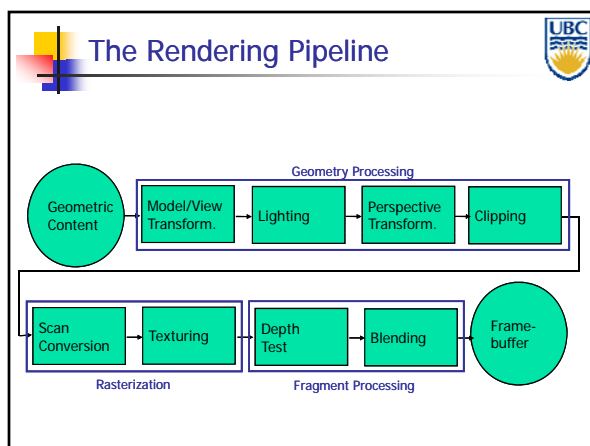 The Rendering Pipeline
UBC
Geometry Processing
Geometric
Content
Model/View
Transform.
Lighting
Perspective
Transform.
Clipping
Scan
Conversion
Texturing
Depth
Test
Blending
Frame-
buffer
Rasterization
Fragment Processing